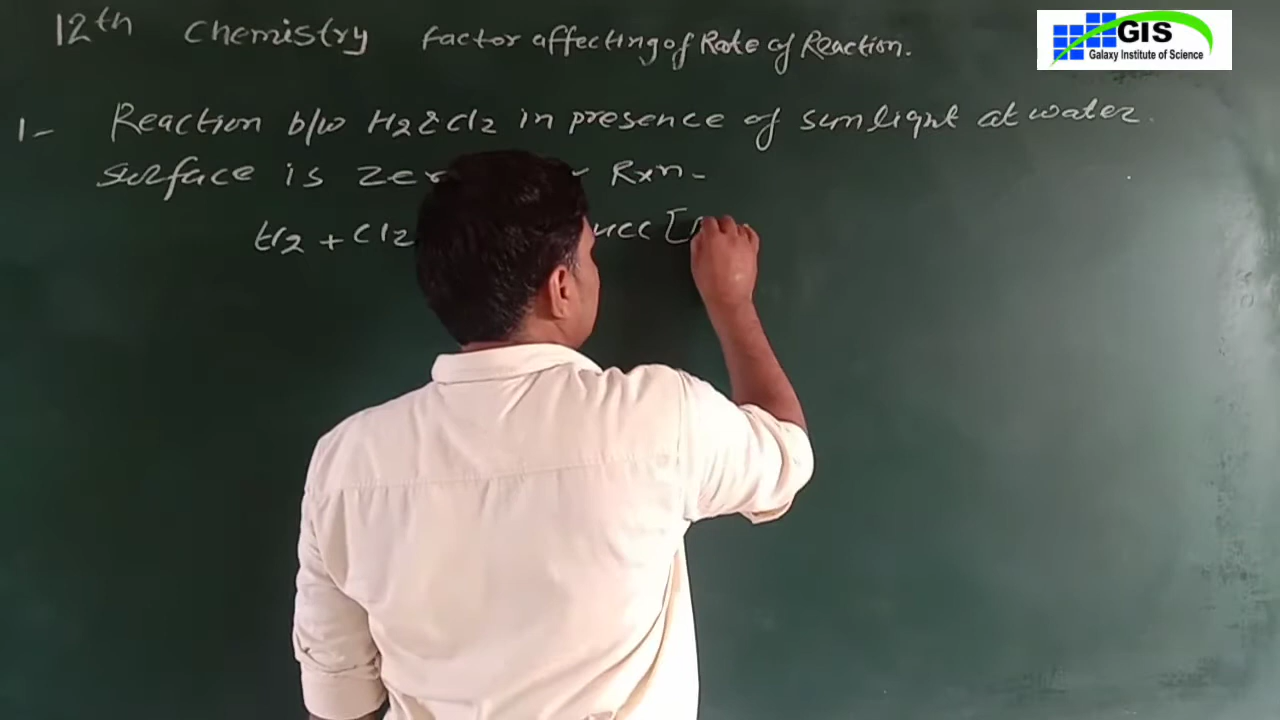 12th Chemistry factor affecting of Rate of Reaction.
GIS
Galaxy Institute of Science
1- Reaction b/w H2 & Cl2 in presence of sunlight at water.
surface is Rxn-
H2 + Cl2